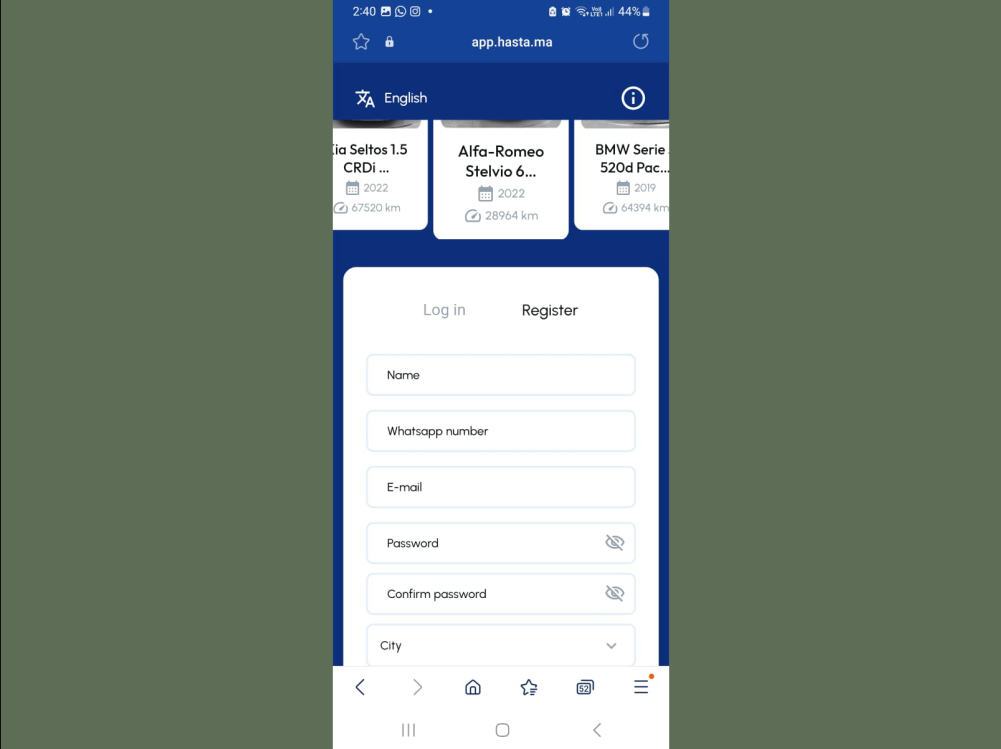 2:40
Vo))
LTE1
44%
app.hasta.ma
English
Kia Seltos 1.5
CRDi ...
2022
67520 km
Alfa-Romeo
Stelvio 6...
2022
28964 km
BMW Serie
520d Pac...
2019
64394 km
Log in
Register
Name
Whatsapp number
E-mail
Password
Confirm password
City
52